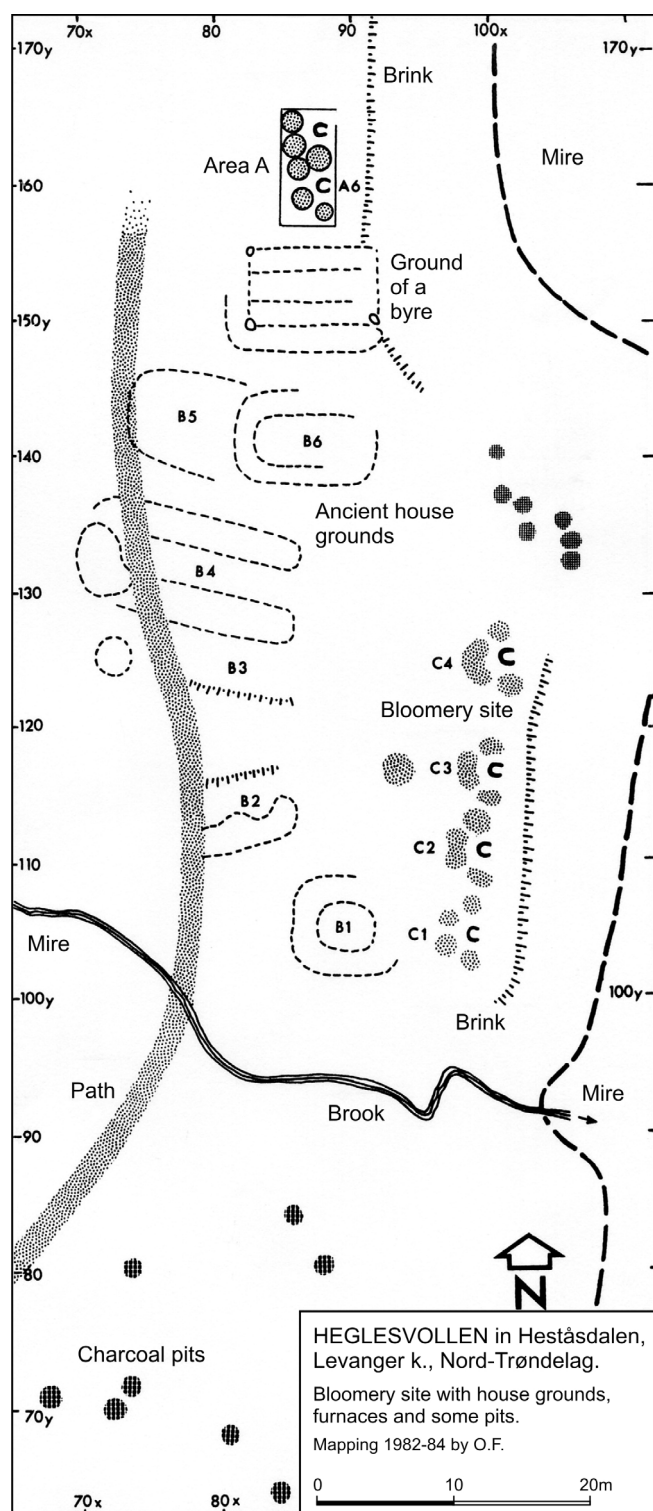 70x 80 90 100x
170y 170y
Brink
Mire
Area A
C
C A6
160
Ground
of a
byre
150y
B5
B6
140
Ancient house
grounds
130
B4
B3
C4 C
120
Bloomery site
C3 C
B2
C2 C
110
B1
C1 C
Mire
100y 100y
Brink
Path
Brook
Mire
90
80
N
Charcoal pits
70y
70x 80
HEGLESVOLLEN in Heståsdalen,
Levanger k., Nord-Trøndelag.
Bloomery site with house grounds,
furnaces and some pits.
Mapping 1982-84 by O.F.
0 10 20m